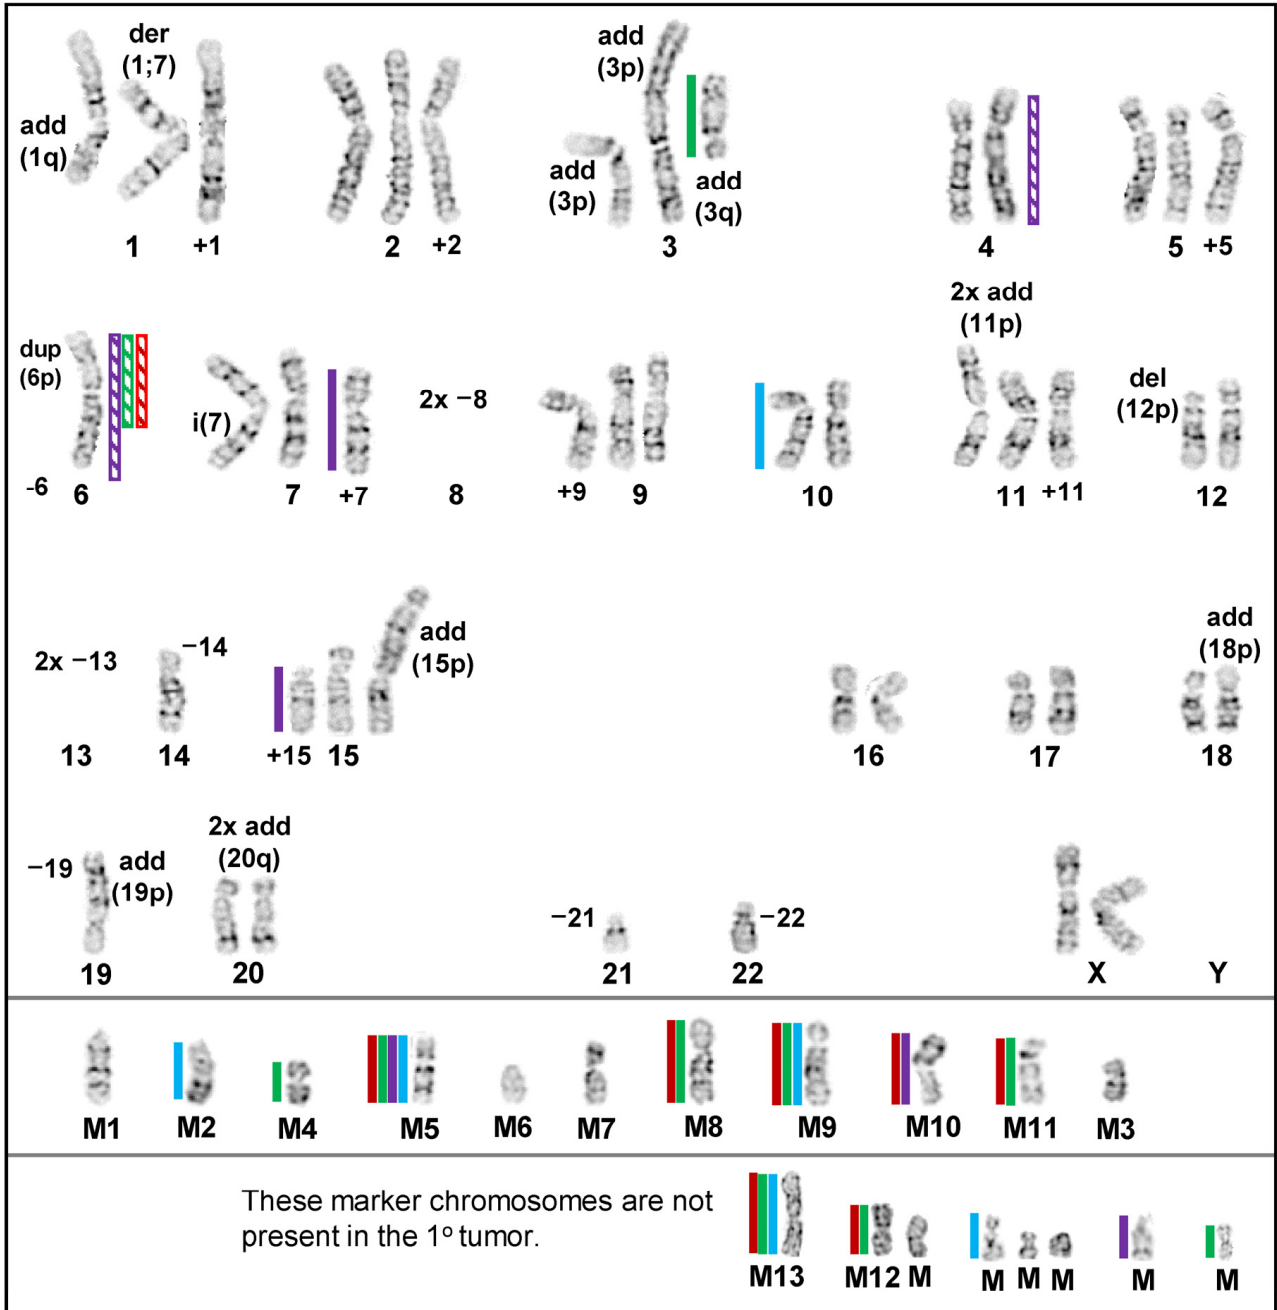 der
(1;7)
add
(1q)
1
+1
2
+2
add
(3p)
add
(3p)
add
(3q)
3
4
5
+5
dup
(6p)
-6
6
i(7)
7
+7
2x −8
8
+9
9
10
2x add
(11p)
11
+11
del
(12p)
12
2x −13
13
−14
14
+15
15
add
(15p)
16
17
add
(18p)
18
−19
add
(19p)
19
2x add
(20q)
20
−21
21
−22
22
X
Y
M1
M2
M4
M5
M6
M7
M8
M9
M10
M11
M3
These marker chromosomes are not
present in the 1º tumor.
M13
M12
M
M
M
M
M
M